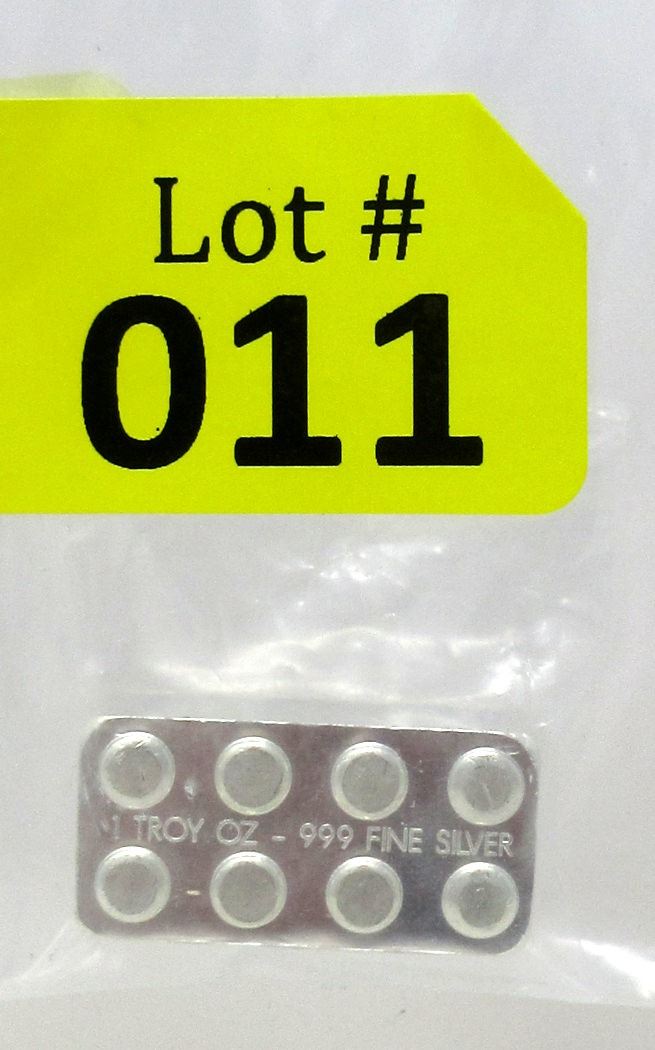 Lot #
011
1 TROY OZ - 999 FINE SILVER